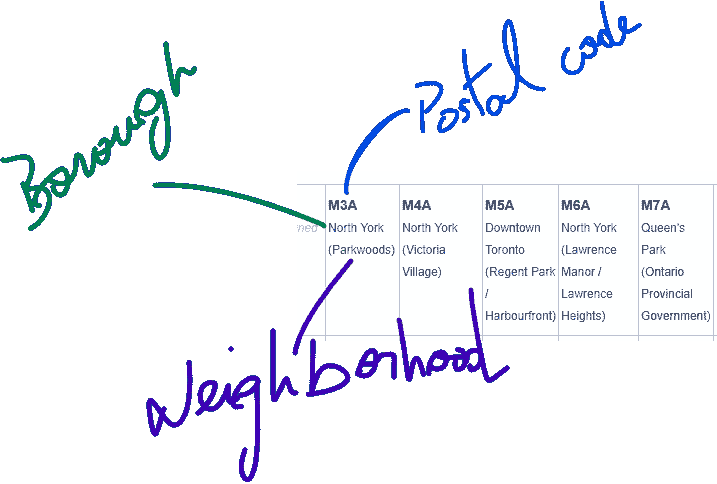 Postal code
Borough
M3A
North York
(Parkwoods)
M4A
North York
(Victoria
Village)
M5A
Downtown
Toronto
(Regent Park
/
Harbourfront)
M6A
North York
(Lawrence
Manor /
Lawrence
Heights)
M7A
Queen's
Park
(Ontario
Provincial
Government)
Neighborhood